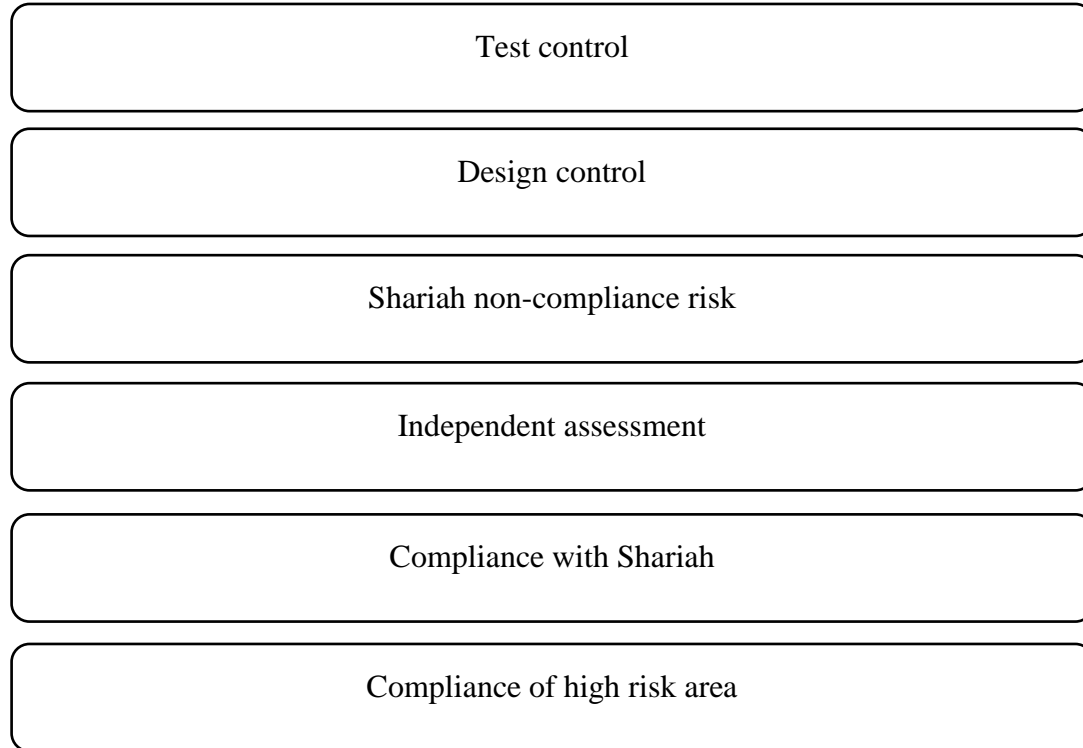 Test control
Design control
Shariah non-compliance risk
Independent assessment
Compliance with Shariah
Compliance of high risk area